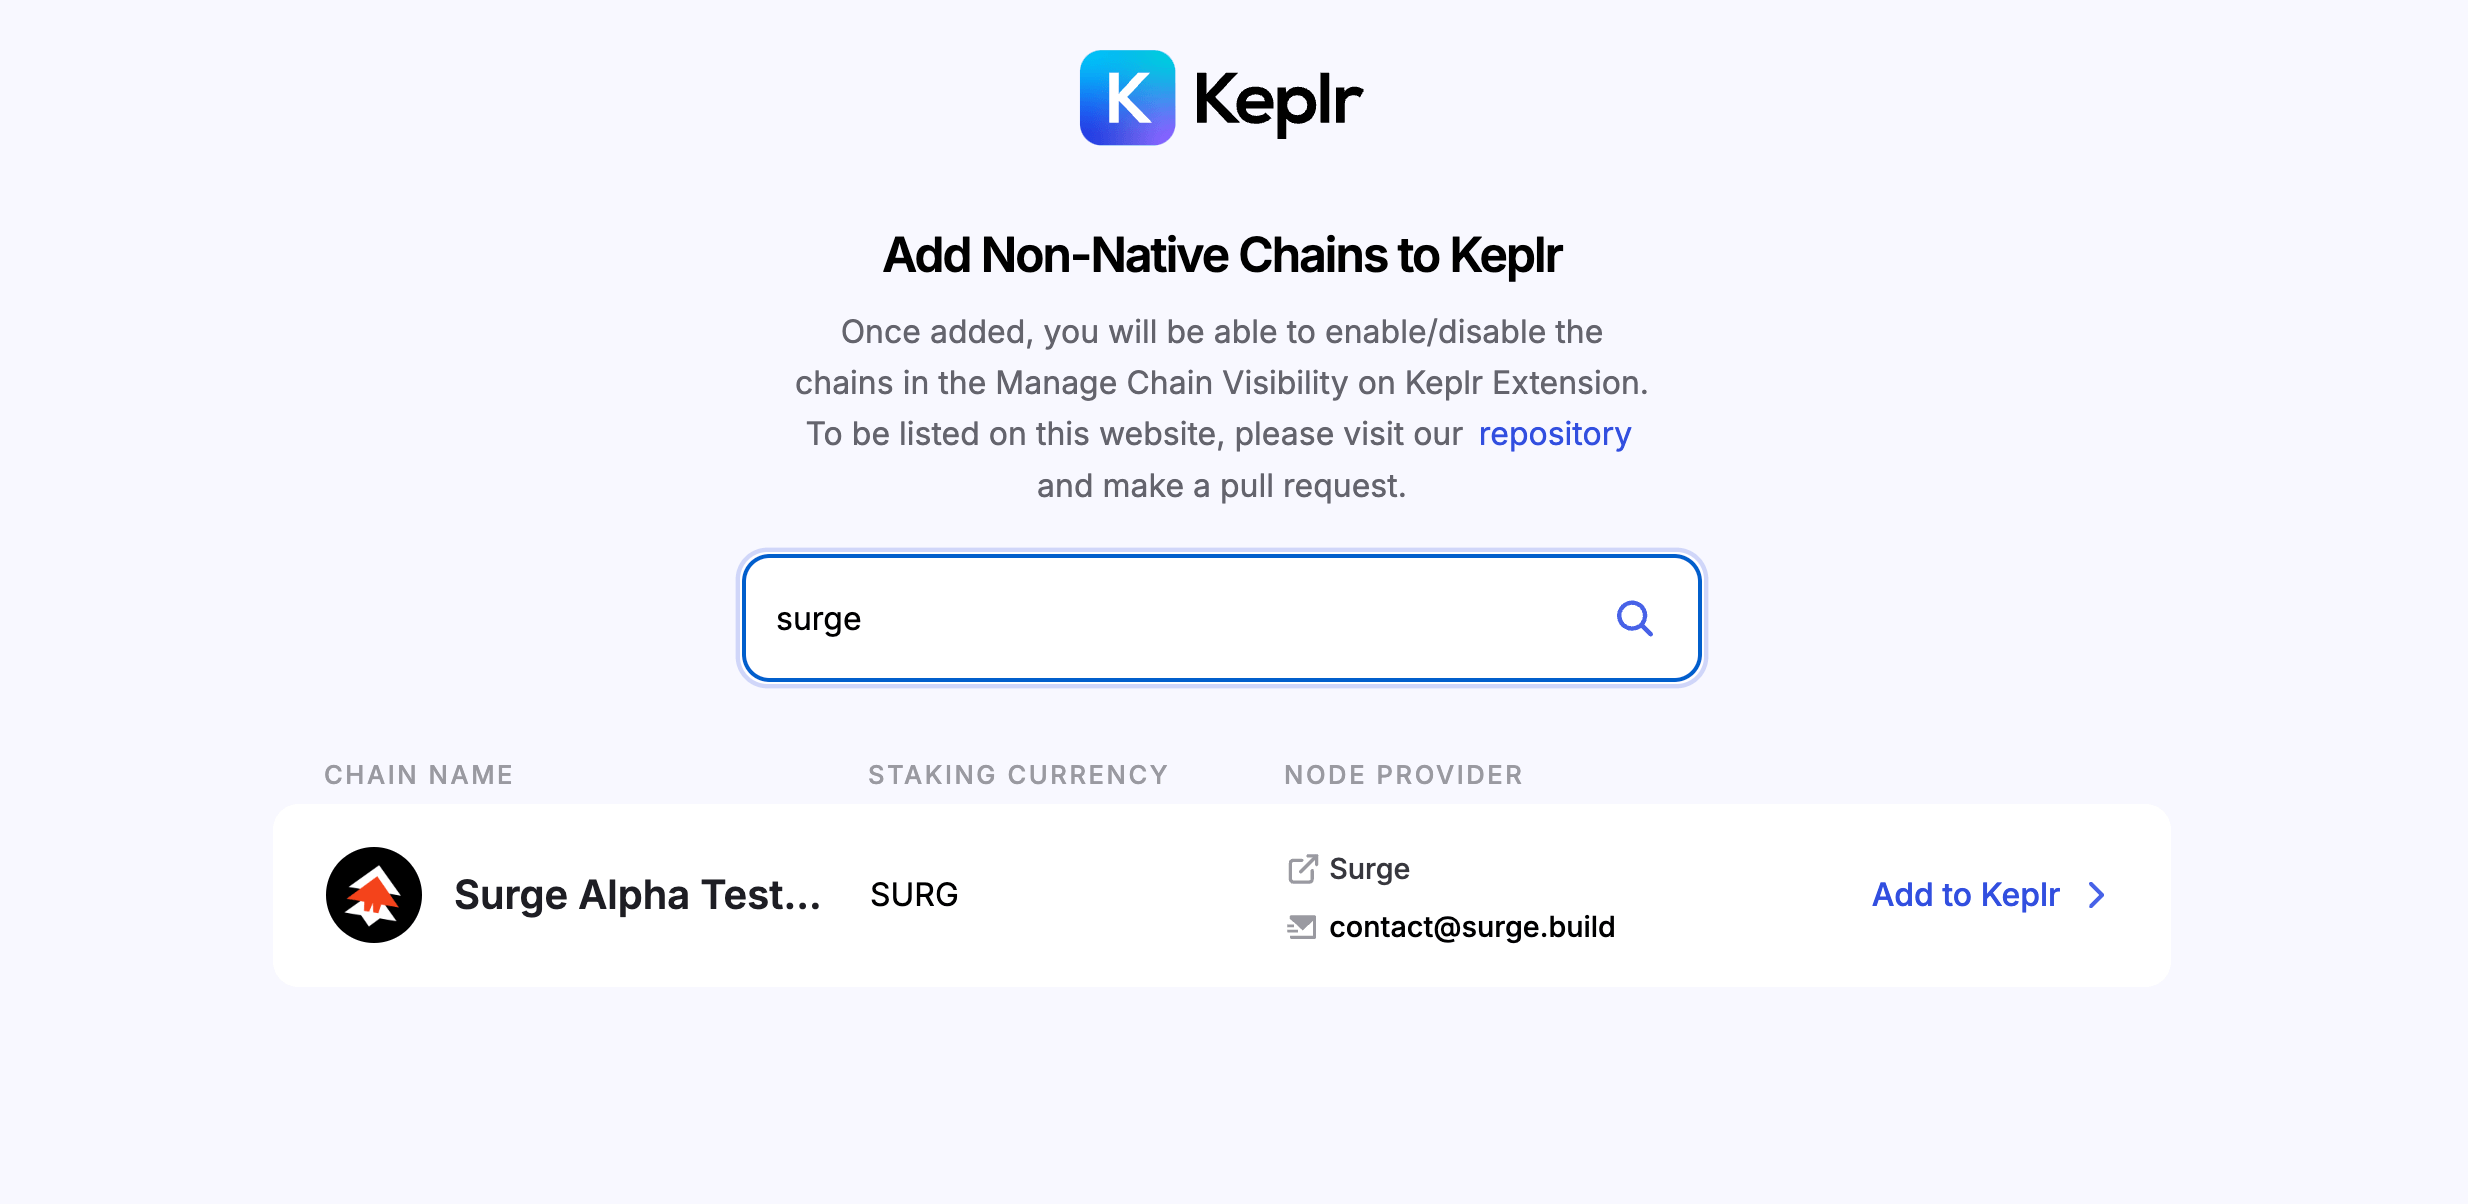 K Keplr
Add Non-Native Chains to Keplr
Once added, you will be able to enable/disable the
chains in the Manage Chain Visibility on Keplr Extension.
To be listed on this website, please visit our repository
and make a pull request.
surge
CHAIN NAME STAKING CURRENCY NODE PROVIDER
Surge Alpha Test... SURG Surge
contact@surge.build
Add to Keplr